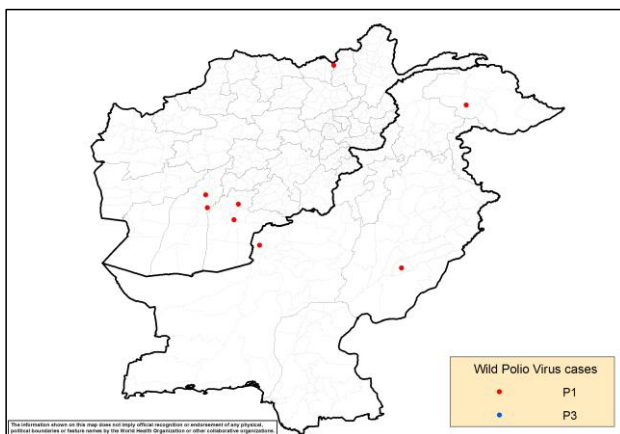 Wild Polio Virus cases
P1
P3
The information shown on this map does not imply official recognition or endorsement of any physical,
political boundaries or feature names by the World Health Organization or other collaborative organizations.